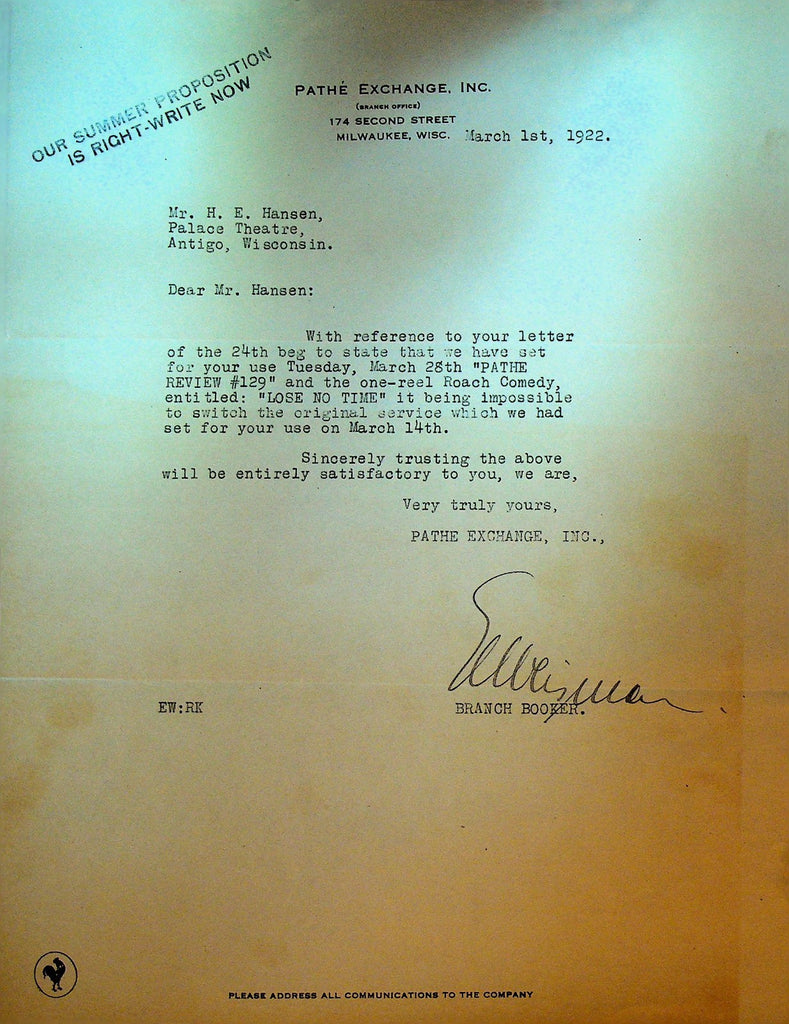 OUR SUMMER PROPOSITION
IS RIGHT-WRITE NOW
PATHÉ EXCHANGE, INC.
(BRANCH OFFICE)
174 SECOND STREET
MILWAUKEE, WISC. March 1st, 1922.
Mr. H. E. Hansen,
Palace Theatre,
Antigo, Wisconsin.
Dear Mr. Hansen:
With reference to your letter
of the 24th beg to state that we have set
for your use Tuesday, March 28th "PATHE
REVIEW #129" and the one-reel Roach Comedy,
entitled: "LOSE NO TIME" it being impossible
to switch the original service which we had
set for your use on March 14th.
Sincerely trusting the above
will be entirely satisfactory to you, we are,
Very truly yours,
PATHE EXCHANGE, INC.,
EW:RK
BRANCH BOOKER.
PLEASE ADDRESS ALL COMMUNICATIONS TO THE COMPANY